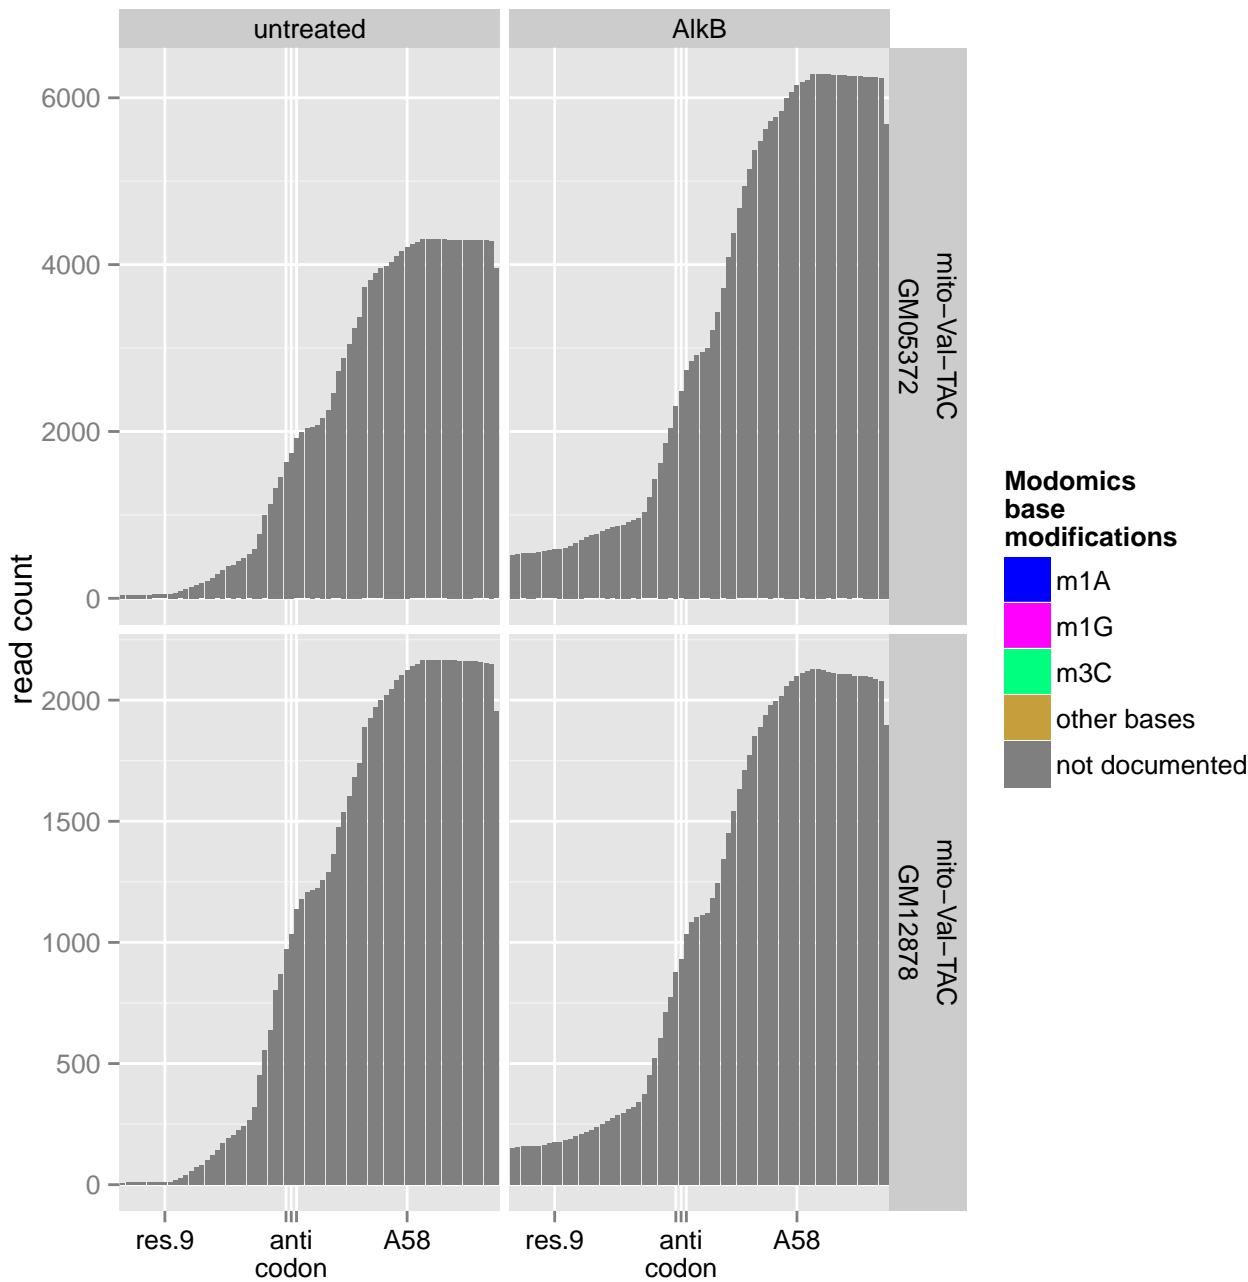 untreated
AlkB
6000
4000
2000
0
mito−Val−TAC
GM05372
read count
2000
1500
1000
500
0
mito−Val−TAC
GM12878
res.9
anti
codon
A58
res.9
anti
codon
A58
Modomics
base
modifications
m1A
m1G
m3C
other bases
not documented